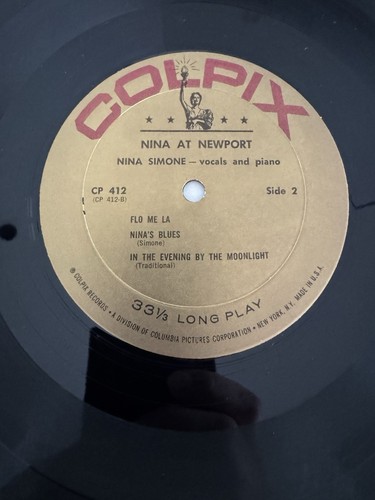 COLPIX
NINA AT NEWPORT
NINA SIMONE — vocals and piano
CP 412
(CP 412-B)
Side 2
FLO ME LA
NINA'S BLUES
(Simone)
IN THE EVENING BY THE MOONLIGHT
(Traditional)
33⅓ LONG PLAY
® COLPIX RECORDS • A DIVISION OF COLUMBIA PICTURES CORPORATION • NEW YORK, N.Y. MADE IN U.S.A.